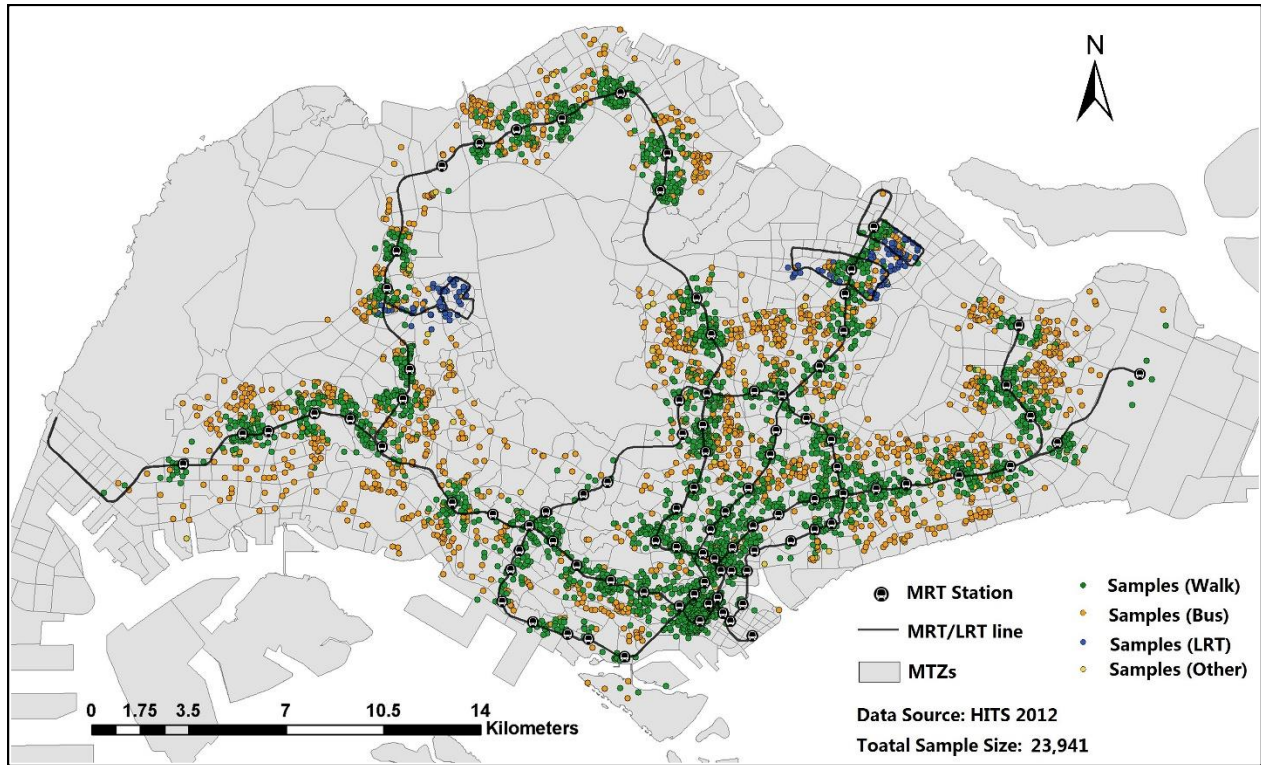 N
MRT Station
MRT/LRT line
MTZs
Samples (Walk)
Samples (Bus)
Samples (LRT)
Samples (Other)
0 1.75 3.5 7 10.5 14
Kilometers
Data Source: HITS 2012
Toatal Sample Size: 23,941